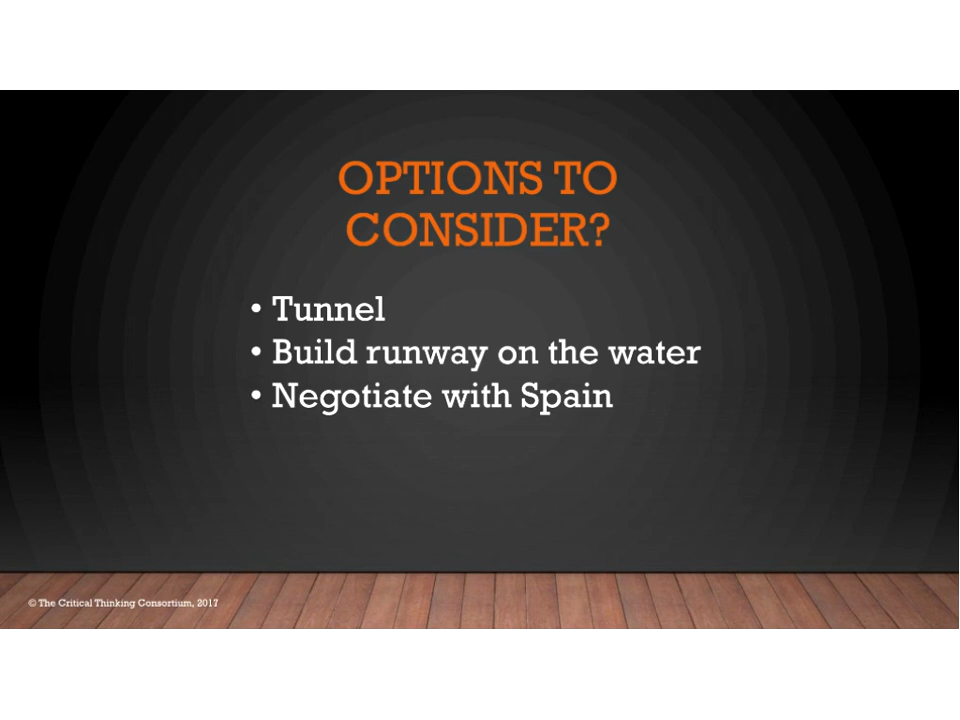 OPTIONS TO
CONSIDER?
• Tunnel
• Build runway on the water
• Negotiate with Spain
© The Critical Thinking Consortium, 2017